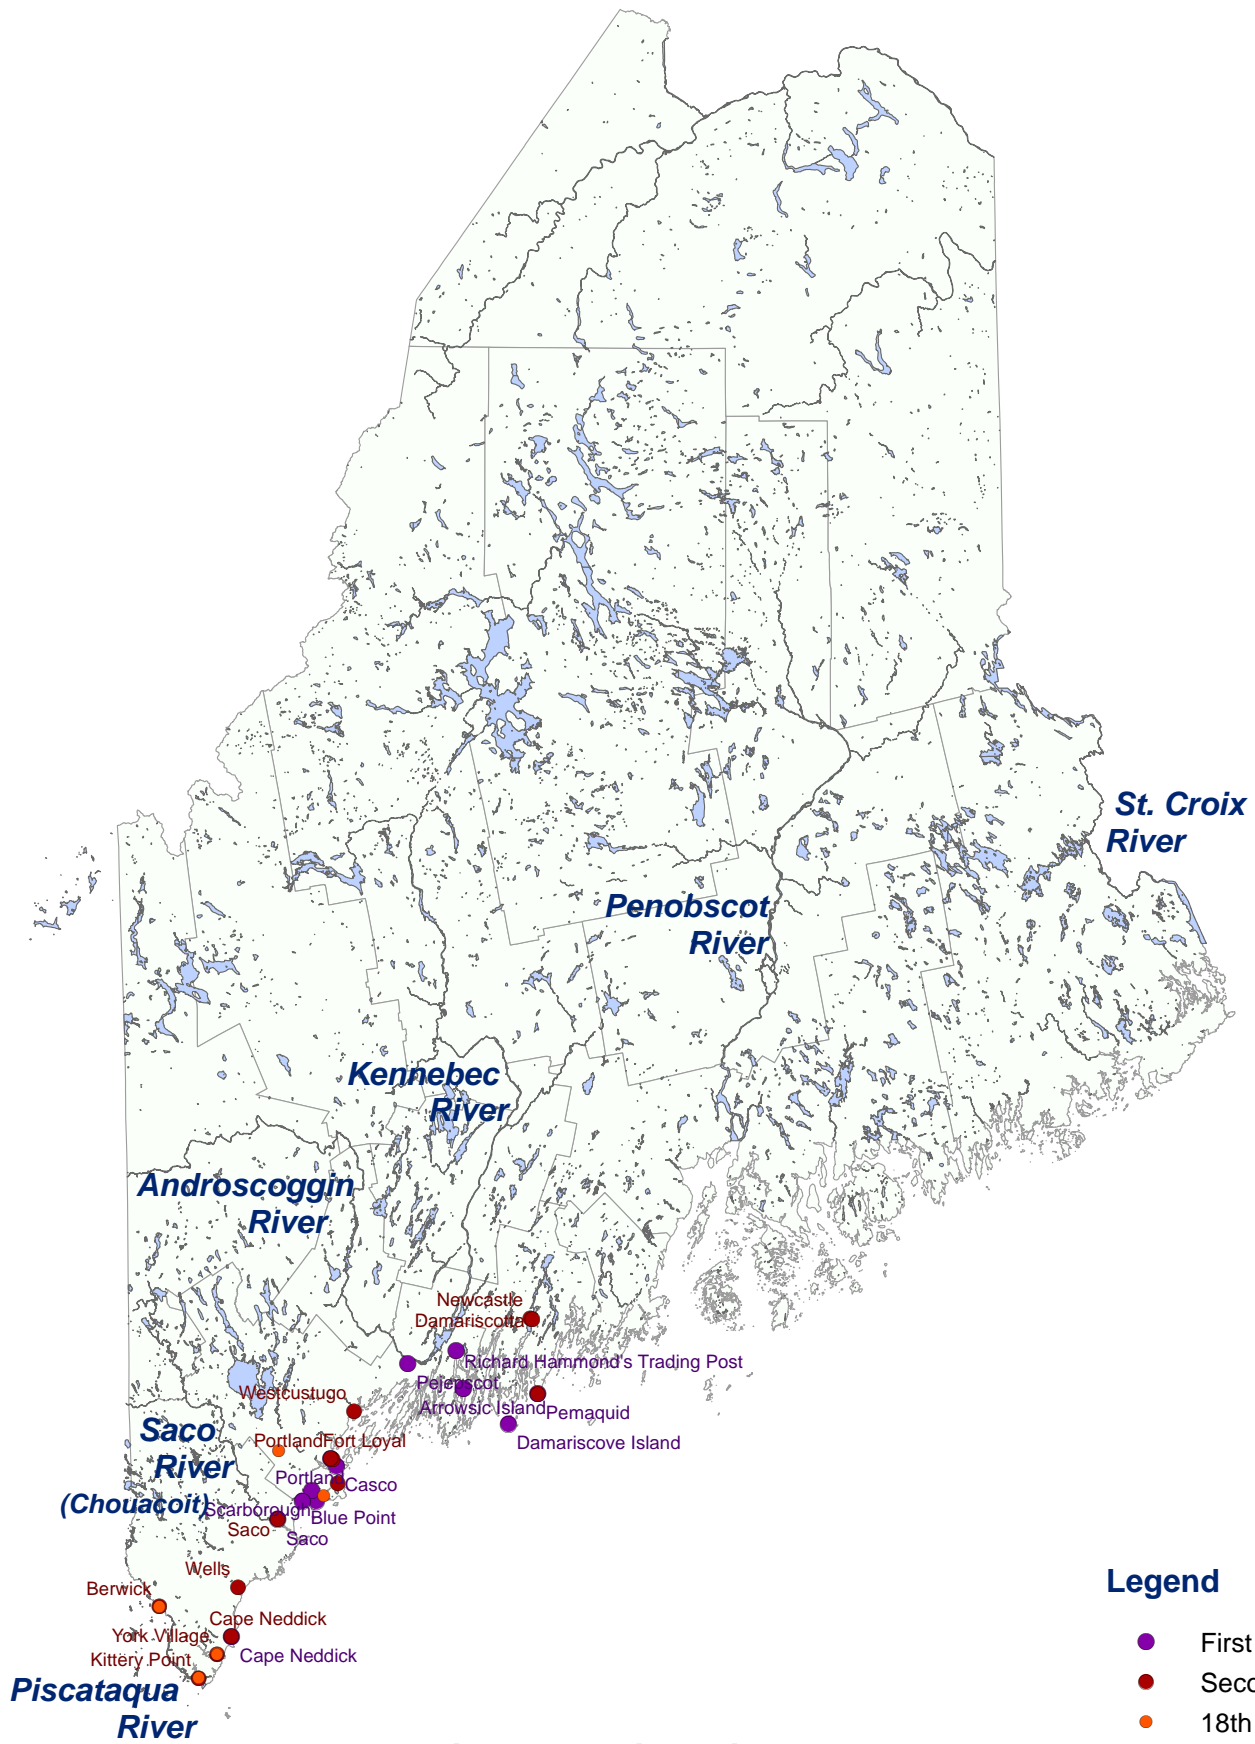 St. Croix
River
Penobscot
River
Kennebec
River
Androscoggin
River
Newcastle
Damariscotta
Richard Hammond's Trading Post
Pejepscot
Westcustugo
Arrowsic Island
Pemaquid
Saco
River
(Chouacoit)
Portland
Fort Loyal
Damariscove Island
Portland
Casco
Scarborough
Blue Point
Saco
Saco
Wells
Berwick
Cape Neddick
York Village
Cape Neddick
Kittery Point
Piscataqua
River
Legend
First
Seco
18th